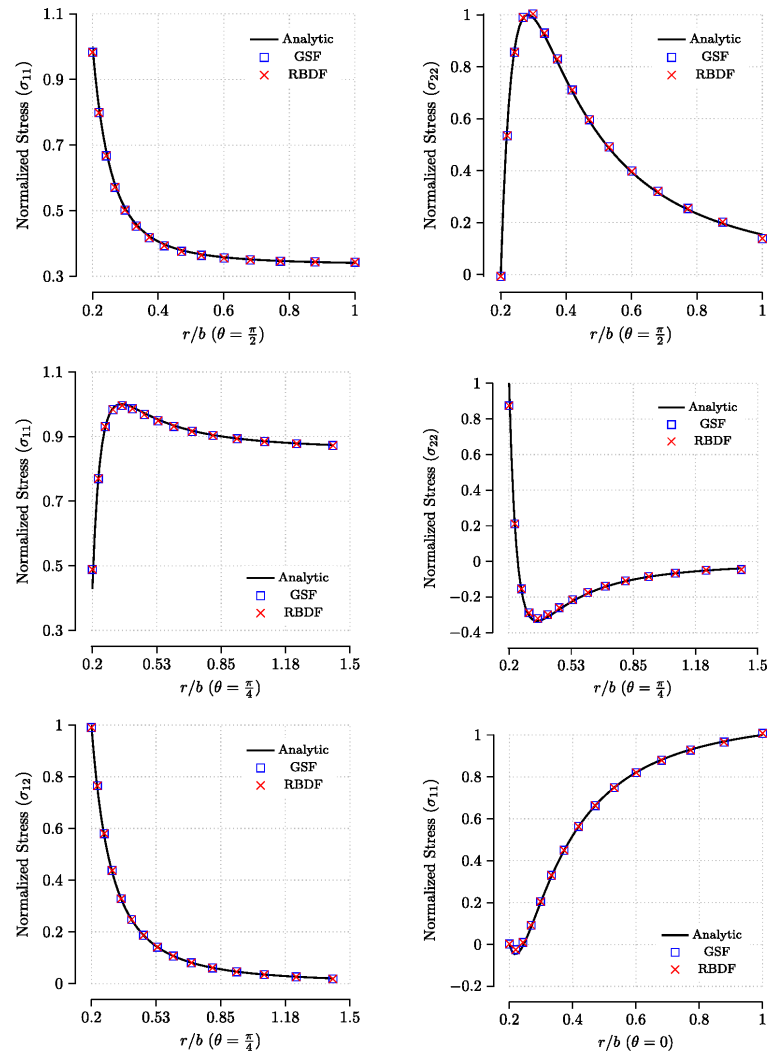 Normalized Stress (σ₁₁)
1.1
0.9
0.7
0.5
0.3
Analytic
GSF
RBDF
0.2 0.4 0.6 0.8 1
r/b (θ = π/2)
Normalized Stress (σ₂₂)
1
0.8
0.6
0.4
0.2
0
Analytic
GSF
RBDF
0.2 0.4 0.6 0.8 1
r/b (θ = π/2)
Normalized Stress (σ₁₁)
1.1
0.9
0.7
0.5
0.3
Analytic
GSF
RBDF
0.2 0.53 0.85 1.18 1.5
r/b (θ = π/4)
Normalized Stress (σ₂₂)
1
0.8
0.6
0.4
0.2
0
−0.2
−0.4
Analytic
GSF
RBDF
0.2 0.53 0.85 1.18 1.5
r/b (θ = π/4)
Normalized Stress (σ₁₂)
1
0.8
0.6
0.4
0.2
0
Analytic
GSF
RBDF
0.2 0.53 0.85 1.18 1.5
r/b (θ = π/4)
Normalized Stress (σ₁₁)
1
0.8
0.6
0.4
0.2
0
−0.2
Analytic
GSF
RBDF
0.2 0.4 0.6 0.8 1
r/b (θ = 0)